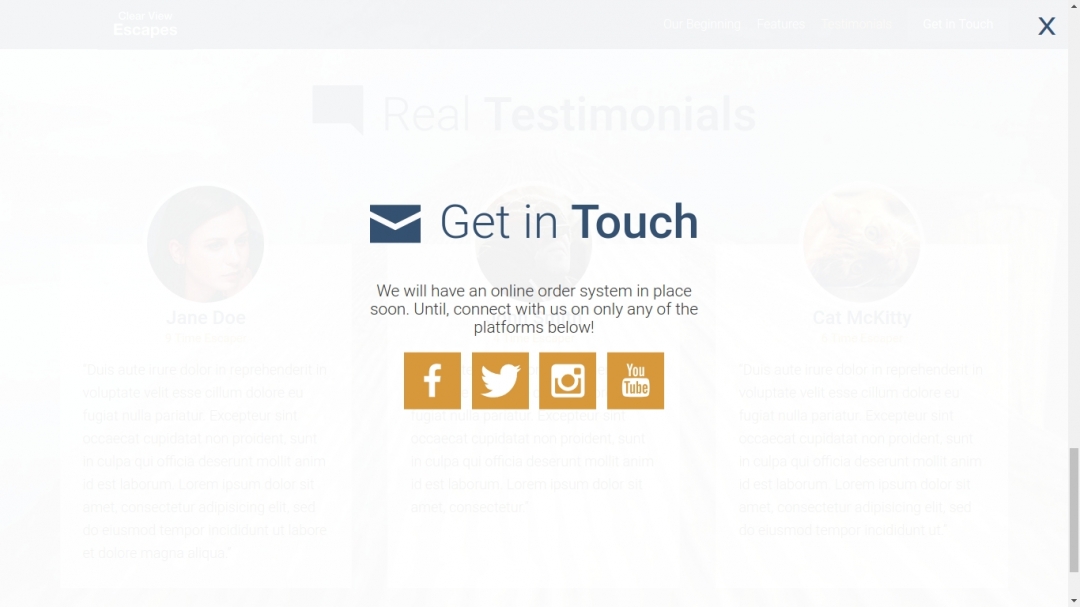 Clear View
Escapes
Our Beginning
Features
Testimonials
Get in Touch
X
Real Testimonials
Get in Touch
We will have an online order system in place
soon. Until, connect with us on only any of the
platforms below!
You
Tube
Jane Doe
"Duis aute irure dolor in reprehenderit in
voluptate velit esse cillum dolore eu
fugiat nulla pariatur. Excepteur sint
occaecat cupidatat non proident, sunt
in culpa qui officia deserunt mollit anim
id est laborum. Lorem ipsum dolor sit
amet, consectetur adipisicing elit, sed
do eiusmod tempor incididunt ut labore
et dolore magna aliqua."
fugiat nulla pariatur. Excepteur sint
occaecat cupidatat non proident, sunt
in culpa qui officia deserunt mollit anim
id est laborum. Lorem ipsum dolor sit
amet, consectetur."
Cat McKitty
"Duis aute irure dolor in reprehenderit in
voluptate velit esse cillum dolore eu
fugiat nulla pariatur. Excepteur sint
occaecat cupidatat non proident, sunt
in culpa qui officia deserunt mollit anim
id est laborum. Lorem ipsum dolor sit
amet, consectetur adipisicing elit, sed
do eiusmod tempor incididunt ut."